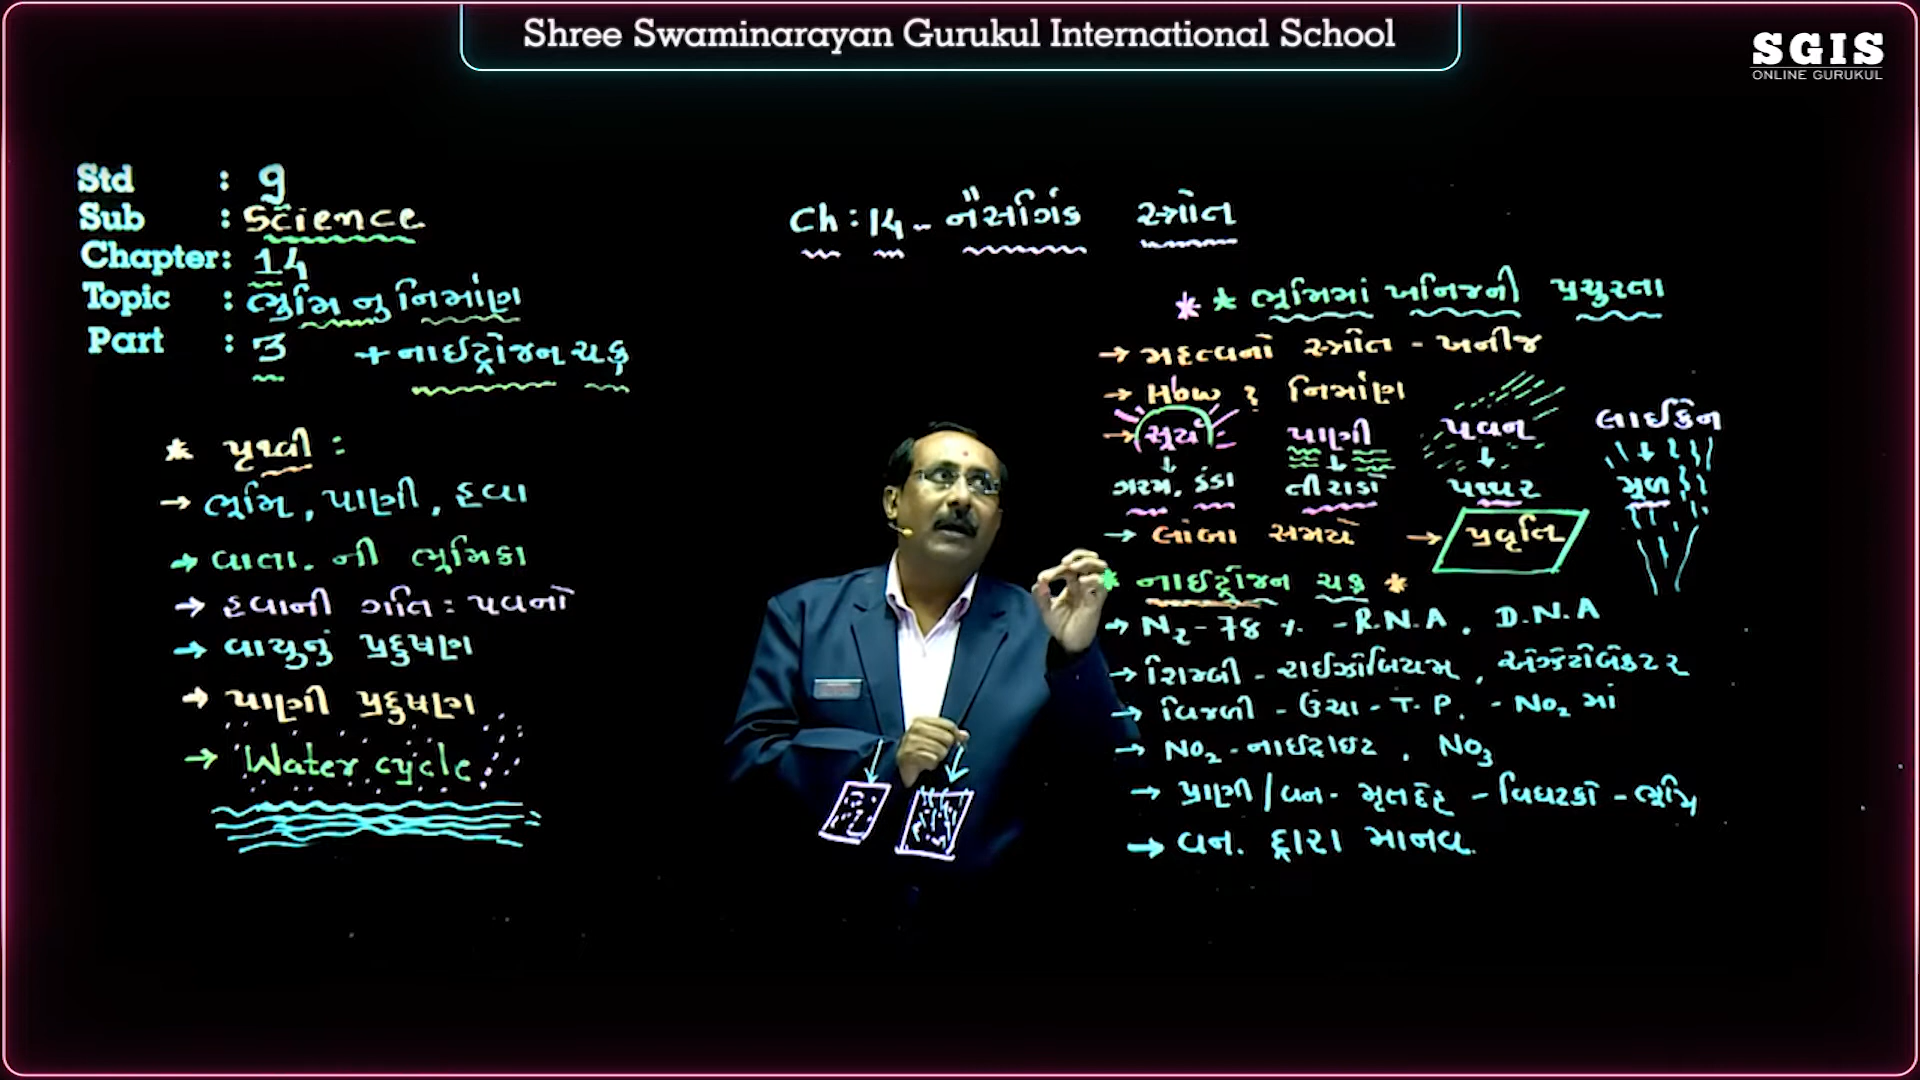 Shree Swaminarayan Gurukul International School
SGIS
ONLINE GURUKUL
Std : 9
Sub : Science
Chapter: 14
Topic : ભૂમિ નુ નિર્માણ
Part : 3 + નાઈટ્રોજન ચક્ર
* પૃથ્વી :
→ ભૂમિ, પાણી, હવા
→ વાતા. ની ભૂમિકા
→ હવાની ગતિ : પવનો
→ વાયુનું પ્રદુષણ
→ પાણી પ્રદુષણ
→ Water cycle
Ch : 14 - નૈસર્ગિક સ્ત્રોત
* * ભૂમિમાં ખનિજની પ્રચુરતા
→ મહત્વનો સ્ત્રોત - ખનીજ
→ How ? નિર્માણ
→ સૂર્ય પાણી પવન લાઈકેન
↓ ↓ ↓ ↓
ગરમ, ઠંડા તીરાડો પથ્થર મૂળ
→ લાંબા સમયે → પ્રવૃતિ
* નાઈટ્રોજન ચક્ર *
→ N₂ - 78 % - R.N.A, D.N.A
→ શિમ્બી - રાઈઝોબિયમ, એઝેટોબેક્ટર
→ વિજળી - ઉંચા - T.P. - NO₂ માં
→ NO₂ - નાઈટ્રાઇટ, NO₃
→ પ્રાણી / વન - મૃતદેહ - વિઘટકો - ભૂમિ
→ વન. દ્વારા માનવ.